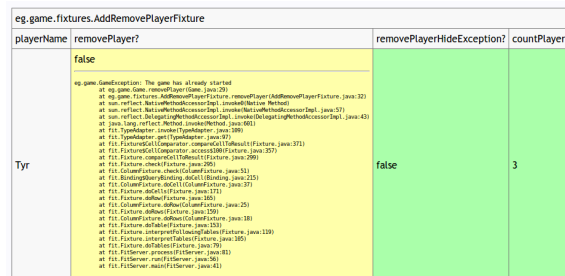 eg.game.fixtures.AddRemovePlayerFixture
playerName removePlayer? removePlayerHideException? countPlayer
false
eg.game.GameException: The game has already started
at eg.game.Game.removePlayer(Game.java:29)
at eg.game.fixtures.AddRemovePlayerFixture.removePlayer(AddRemovePlayerFixture.java:32)
at sun.reflect.NativeMethodAccessorImpl.invoke0(Native Method)
at sun.reflect.NativeMethodAccessorImpl.invoke(NativeMethodAccessorImpl.java:57)
at sun.reflect.DelegatingMethodAccessorImpl.invoke(DelegatingMethodAccessorImpl.java:43)
at java.lang.reflect.Method.invoke(Method.java:601)
at fit.TypeAdapter.invoke(TypeAdapter.java:109)
at fit.TypeAdapter.get(TypeAdapter.java:97)
at fit.Fixture$CellComparator.compareCellToResult(Fixture.java:371)
at fit.Fixture$CellComparator.access$100(Fixture.java:357)
at fit.Fixture.compareCellToResult(Fixture.java:299)
at fit.Fixture.check(Fixture.java:295)
at fit.ColumnFixture.check(ColumnFixture.java:51)
at fit.Binding$QueryBinding.doCell(Binding.java:215)
at fit.ColumnFixture.doCell(ColumnFixture.java:37)
at fit.Fixture.doCells(Fixture.java:171)
at fit.Fixture.doRow(Fixture.java:165)
at fit.ColumnFixture.doRow(ColumnFixture.java:25)
at fit.Fixture.doRows(Fixture.java:159)
at fit.ColumnFixture.doRows(ColumnFixture.java:18)
at fit.Fixture.doTable(Fixture.java:153)
at fit.Fixture.interpretFollowingTables(Fixture.java:119)
at fit.Fixture.interpretTables(Fixture.java:105)
at fit.Fixture.doTables(Fixture.java:79)
at fit.FitServer.process(FitServer.java:81)
at fit.FitServer.run(FitServer.java:56)
at fit.FitServer.main(FitServer.java:41)
Tyr false 3